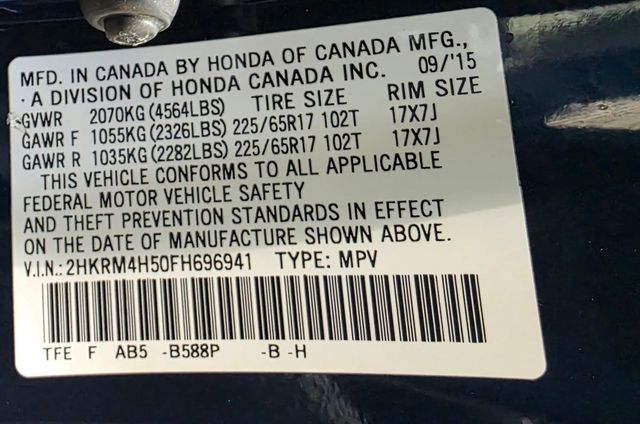 MFD. IN CANADA BY HONDA OF CANADA MFG.,
· A DIVISION OF HONDA CANADA INC. 09/'15
GVWR 2070KG (4564LBS) TIRE SIZE RIM SIZE
GAWR F 1055KG (2326LBS) 225/65R17 102T 17X7J
GAWR R 1035KG (2282LBS) 225/65R17 102T 17X7J
THIS VEHICLE CONFORMS TO ALL APPLICABLE
FEDERAL MOTOR VEHICLE SAFETY
AND THEFT PREVENTION STANDARDS IN EFFECT
ON THE DATE OF MANUFACTURE SHOWN ABOVE.
V.I.N.: 2HKRM4H50FH696941 TYPE: MPV
TFE F AB5 -B588P -B -H